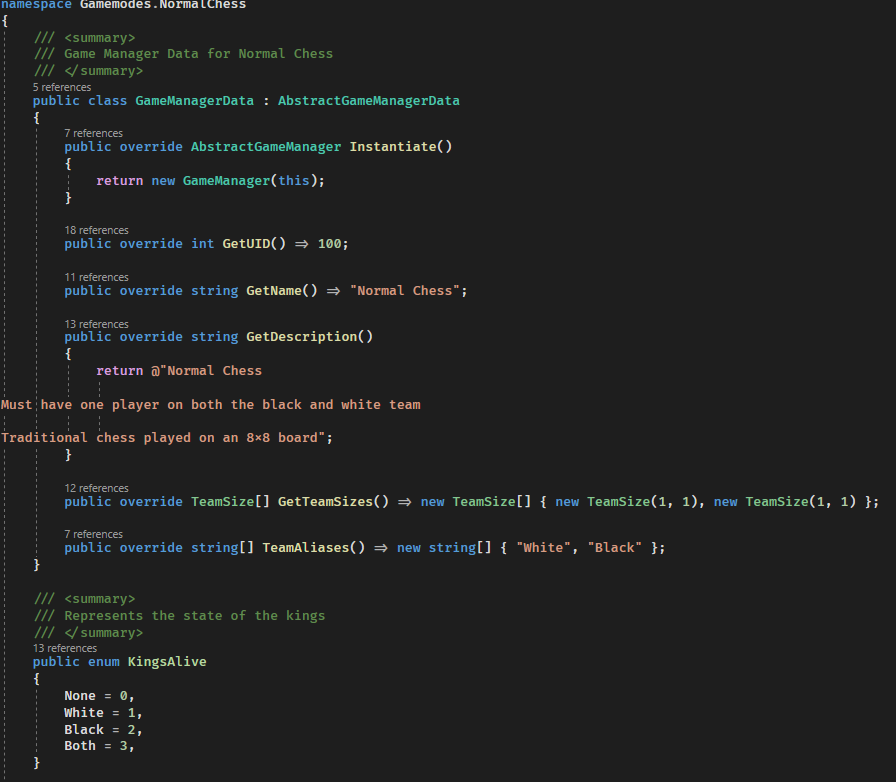 namespace Gamemodes.NormalChess
{
/// <summary>
/// Game Manager Data for Normal Chess
/// </summary>
5 references
public class GameManagerData : AbstractGameManagerData
{
7 references
public override AbstractGameManager Instantiate()
{
return new GameManager(this);
}
18 references
public override int GetUID() => 100;
11 references
public override string GetName() => "Normal Chess";
13 references
public override string GetDescription()
{
return @"Normal Chess
Must have one player on both the black and white team
Traditional chess played on an 8×8 board";
}
12 references
public override TeamSize[] GetTeamSizes() => new TeamSize[] { new TeamSize(1, 1), new TeamSize(1, 1) };
7 references
public override string[] TeamAliases() => new string[] { "White", "Black" };
}
/// <summary>
/// Represents the state of the kings
/// </summary>
13 references
public enum KingsAlive
{
None = 0,
White = 1,
Black = 2,
Both = 3,
}